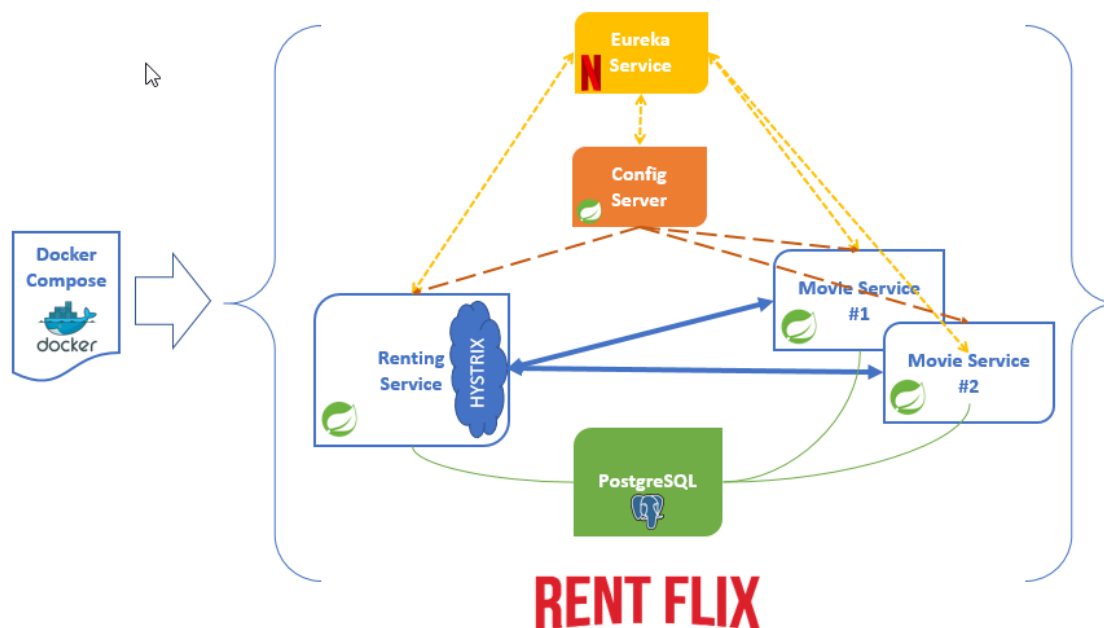 Eureka
Service
N
Config
Server
Docker
Compose
docker
Movie Service
#1
Movie Service
#2
Renting
Service
HYSTRIX
PostgreSQL
RENT FLIX